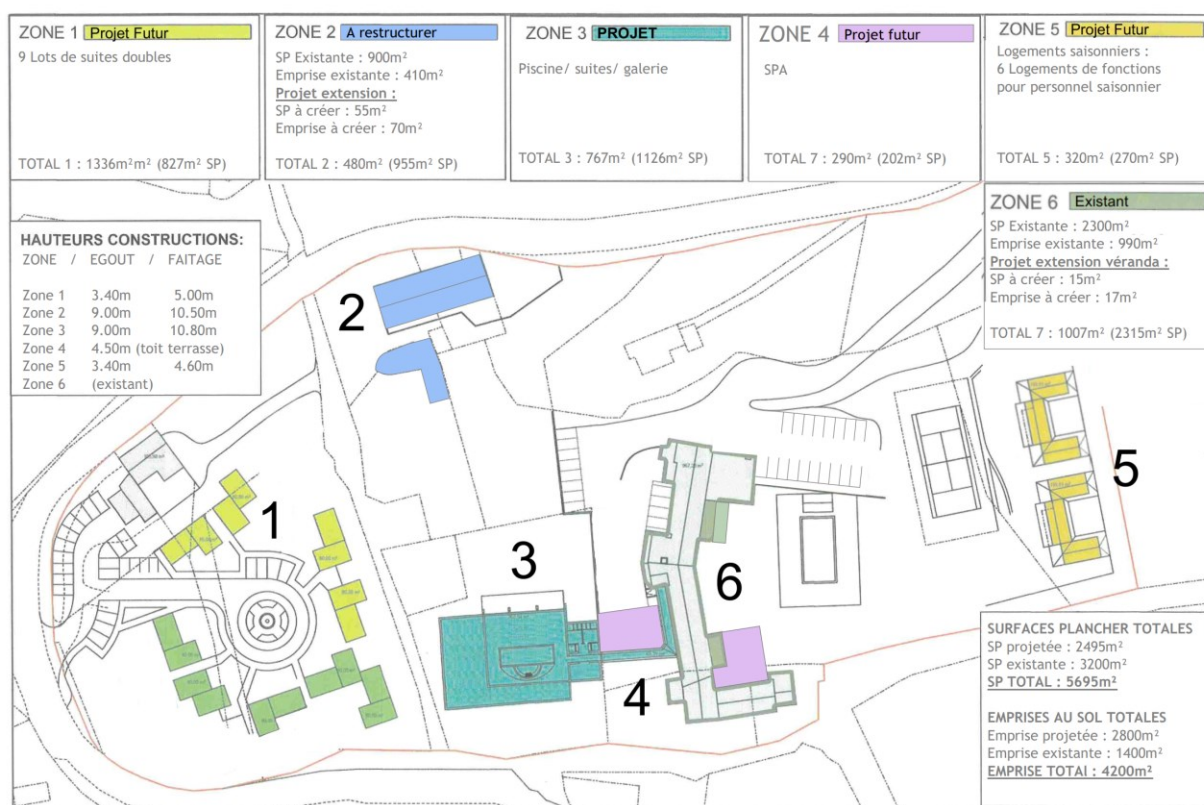 ZONE 1 Projet Futur
9 Lots de suites doubles
TOTAL 1 : 1336m²m² (827m² SP)
ZONE 2 A restructurer
SP Existante : 900m²
Emprise existante : 410m²
Projet extension :
SP à créer : 55m²
Emprise à créer : 70m²
TOTAL 2 : 480m² (955m² SP)
ZONE 3 PROJET
Piscine/ suites/ galerie
TOTAL 3 : 767m² (1126m² SP)
ZONE 4 Projet futur
SPA
TOTAL 7 : 290m² (202m² SP)
ZONE 5 Projet Futur
Logements saisonniers :
6 Logements de fonctions
pour personnel saisonnier
TOTAL 5 : 320m² (270m² SP)
ZONE 6 Existant
SP Existante : 2300m²
Emprise existante : 990m²
Projet extension véranda :
SP à créer : 15m²
Emprise à créer : 17m²
TOTAL 7 : 1007m² (2315m² SP)
HAUTEURS CONSTRUCTIONS:
ZONE / EGOUT / FAITAGE
Zone 1 3.40m 5.00m
Zone 2 9.00m 10.50m
Zone 3 9.00m 10.80m
Zone 4 4.50m (toit terrasse)
Zone 5 3.40m 4.60m
Zone 6 (existant)
2
1
3
6
5
4
SURFACES PLANCHER TOTALES
SP projetée : 2495m²
SP existante : 3200m²
SP TOTAL : 5695m²
EMPRISES AU SOL TOTALES
Emprise projetée : 2800m²
Emprise existante : 1400m²
EMPRISE TOTAl : 4200m²